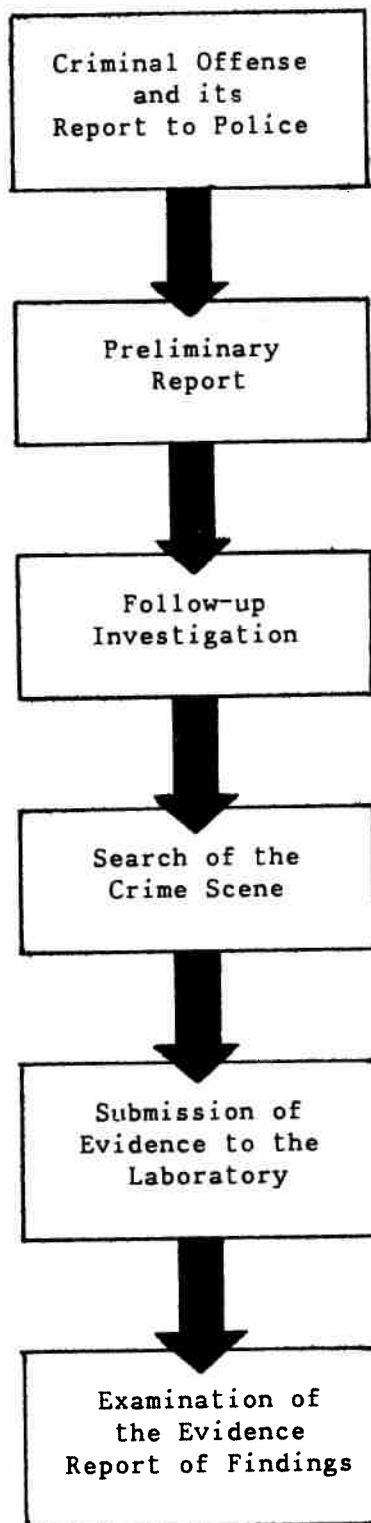 Criminal Offense
and its
Report to Police
Preliminary
Report
Follow-up
Investigation
Search of the
Crime Scene
Submission of
Evidence to the
Laboratory
Examination of
the Evidence
Report of Findings